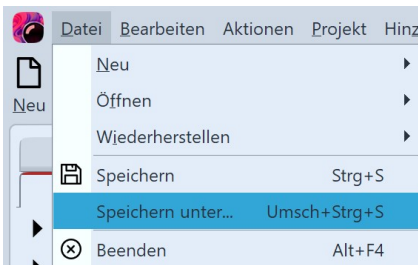 Datei Bearbeiten Aktionen Projekt
Neu
Neu
Öffnen
Wiederherstellen
Speichern Strg+S
Speichern unter... Umsch+Strg+S
Beenden Alt+F4